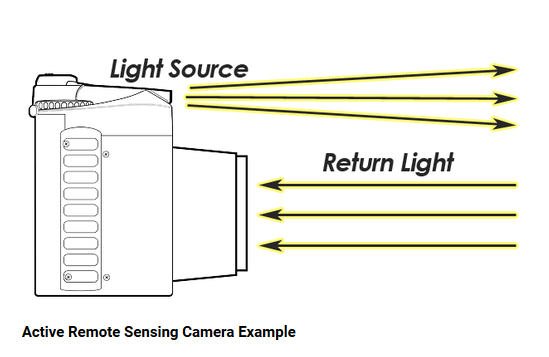 Light Source
Return Light
Active Remote Sensing Camera Example